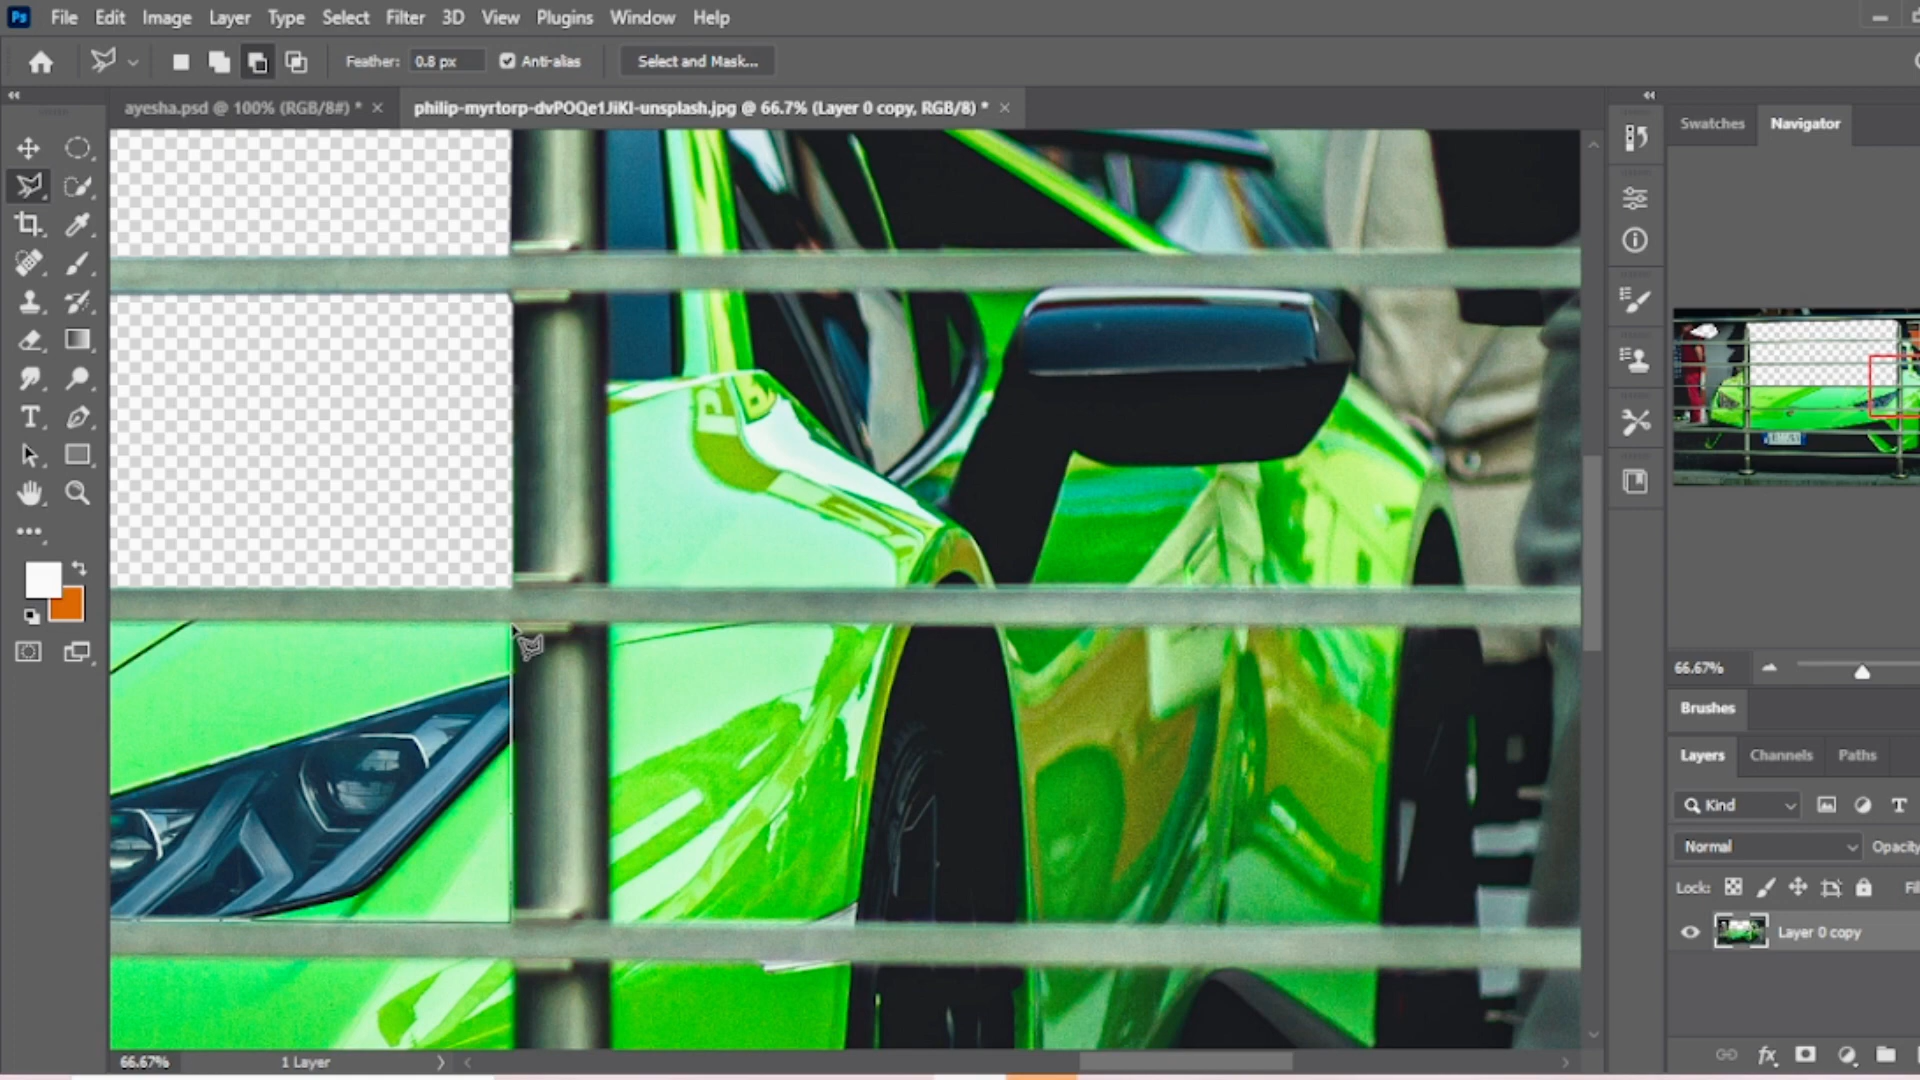 Ps File Edit Image Layer Type Select Filter 3D View Plugins Window Help
Feather: 0.8 px Anti-alias Select and Mask...
ayesha.psd @ 100% (RGB/8#) * philip-myrtorp-dvPOQe1JiKI-unsplash.jpg @ 66.7% (Layer 0 copy, RGB/8) *
Swatches Navigator
66.67%
Brushes
Layers Channels Paths
Kind
Normal Opacity
Lock: Fil
Layer 0 copy
fx
66.67% 1 Layer